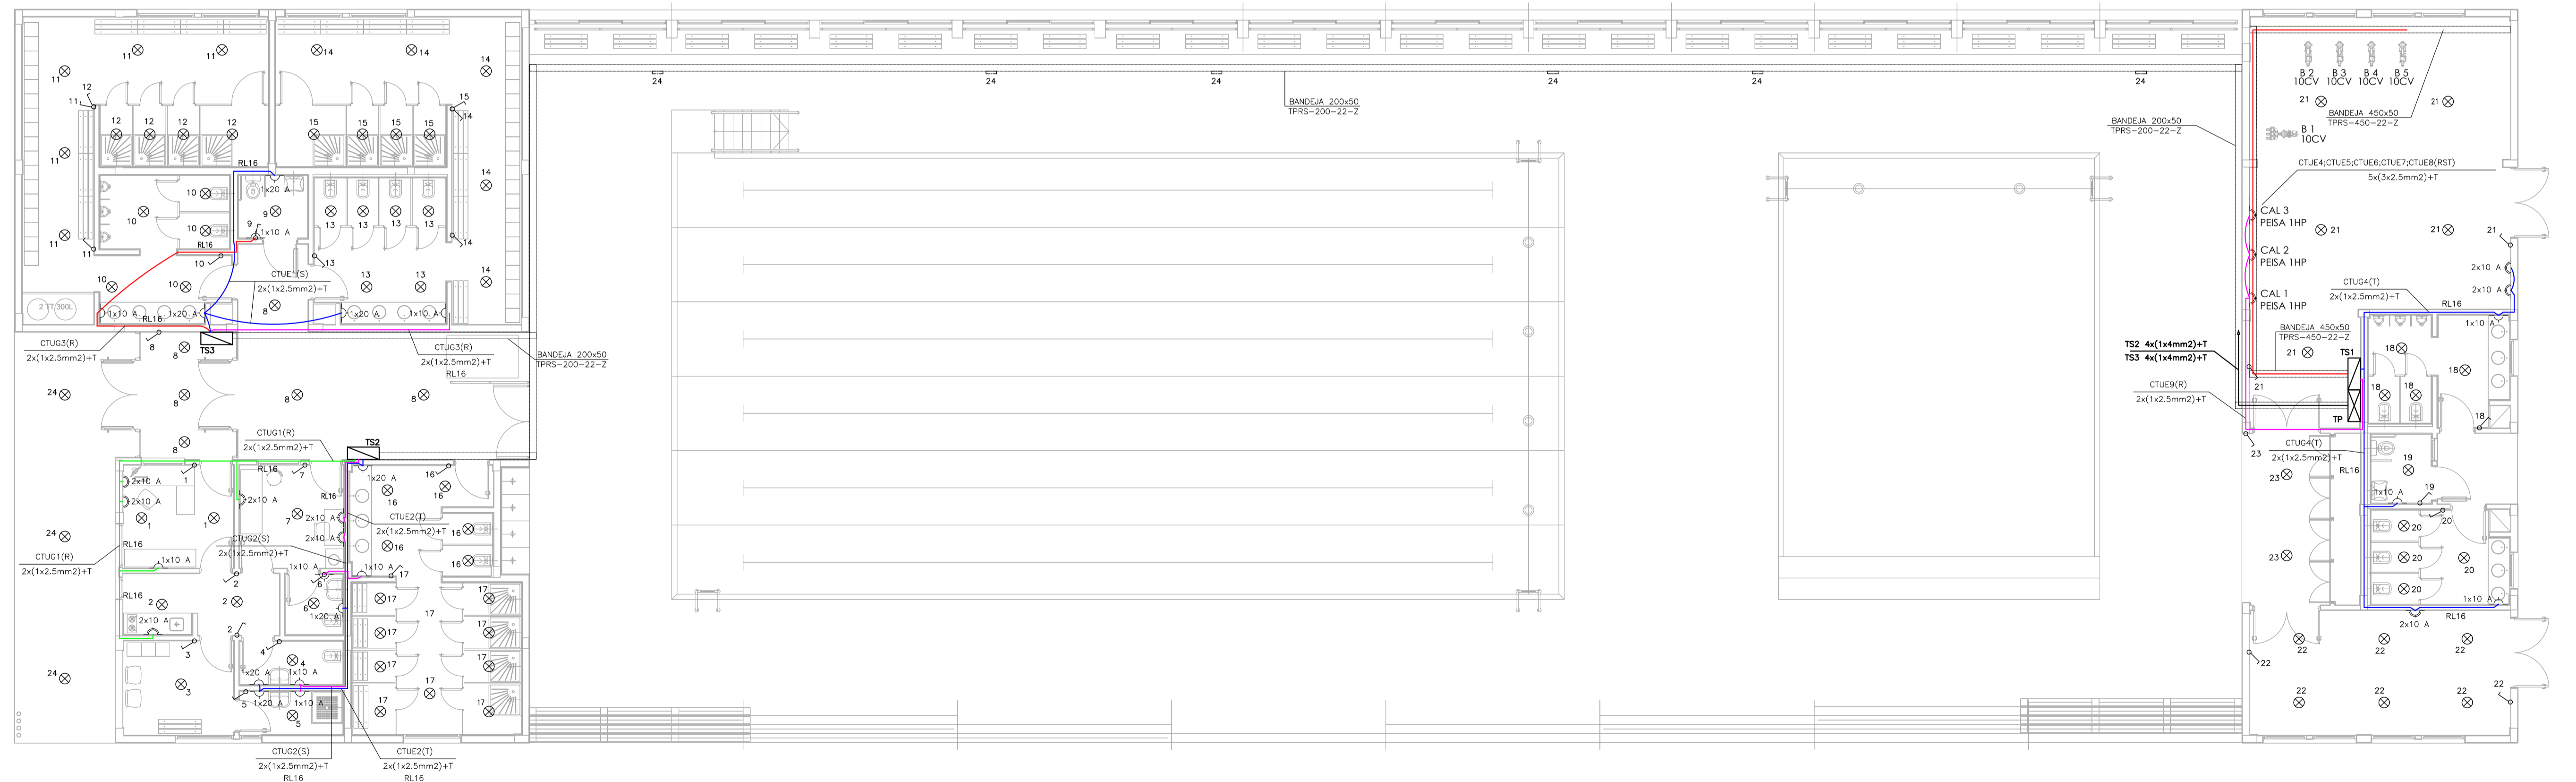 11
11
14
14
11
12
11
14
15
14
12
12
12
12
15
15
15
15
11
RL16
1x20 A
10
10
9
9
1x10 A
14
10
13
13
13
13
11
11
RL16
10
10
13
14
14
10
10
CTUE1(S)
2x(1x2.5mm2)+T
13
13
14
2 TT 300L
1x10 A
RL16
1x20 A
8
1x20 A
1x10 A
CTUG3(R)
2x(1x2.5mm2)+T
8
8
TS3
CTUG3(R)
2x(1x2.5mm2)+T
RL16
BANDEJA 200x50
TPRS-200-22-Z
24
8
8
8
8
CTUG1(R)
2x(1x2.5mm2)+T
TS2
RL16
2x10 A
2x10 A
1
7
2x10 A
RL16
1x20 A
16
16
16
1
1
7
2x10 A
2x10 A
CTUE2(T)
2x(1x2.5mm2)+T
16
16
16
24
RL16
CTUG2(S)
2x(1x2.5mm2)+T
CTUG1(R)
2x(1x2.5mm2)+T
1x10 A
2
1x10 A
6
1x10 A
17
RL16
2
2
6
1x20 A
17
17
17
2x10 A
2
3
4
4
17
17
17
17
24
3
1x20 A
1x10 A
17
17
17
17
5
1x20 A
1x10 A
5
CTUG2(S)
2x(1x2.5mm2)+T
RL16
CTUE2(T)
2x(1x2.5mm2)+T
RL16
24
24
24
24
24
24
BANDEJA 200x50
TPRS-200-22-Z
BANDEJA 200x50
TPRS-200-22-Z
B 2
10CV
B 3
10CV
B 4
10CV
B 5
10CV
21
21
BANDEJA 450x50
TPRS-450-22-Z
B 1
10CV
CTUE4;CTUE5;CTUE6;CTUE7;CTUE8(RST)
5x(3x2.5mm2)+T
CAL 3
PEISA 1HP
21
21
21
CAL 2
PEISA 1HP
2x10 A
2x10 A
CAL 1
PEISA 1HP
CTUG4(T)
2x(1x2.5mm2)+T
RL16
1x10 A
BANDEJA 450x50
TPRS-450-22-Z
TS2 4x(1x4mm2)+T
TS3 4x(1x4mm2)+T
21
TS1
18
18
21
CTUE9(R)
2x(1x2.5mm2)+T
18
18
TP
18
23
CTUG4(T)
2x(1x2.5mm2)+T
RL16
19
23
1x10 A
19
20
20
23
20
20
20
1x10 A
2x10 A
RL16
22
22
22
22
22
22
22
22